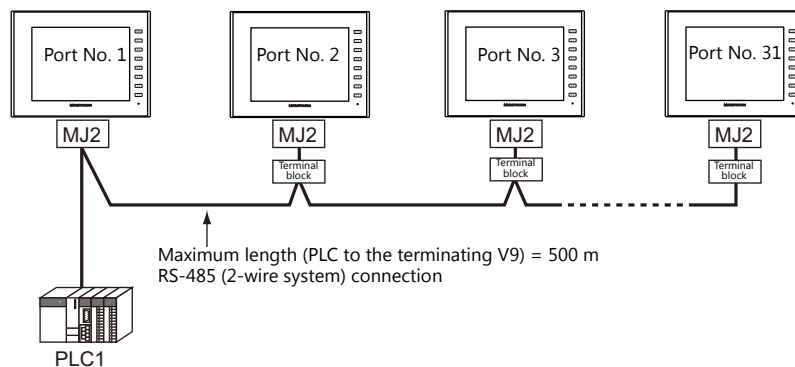 Port No. 1
Port No. 2
Port No. 3
Port No. 31
MJ2
MJ2
MJ2
MJ2
Terminal
block
Terminal
block
Terminal
block
Maximum length (PLC to the terminating V9) = 500 m
RS-485 (2-wire system) connection
PLC1